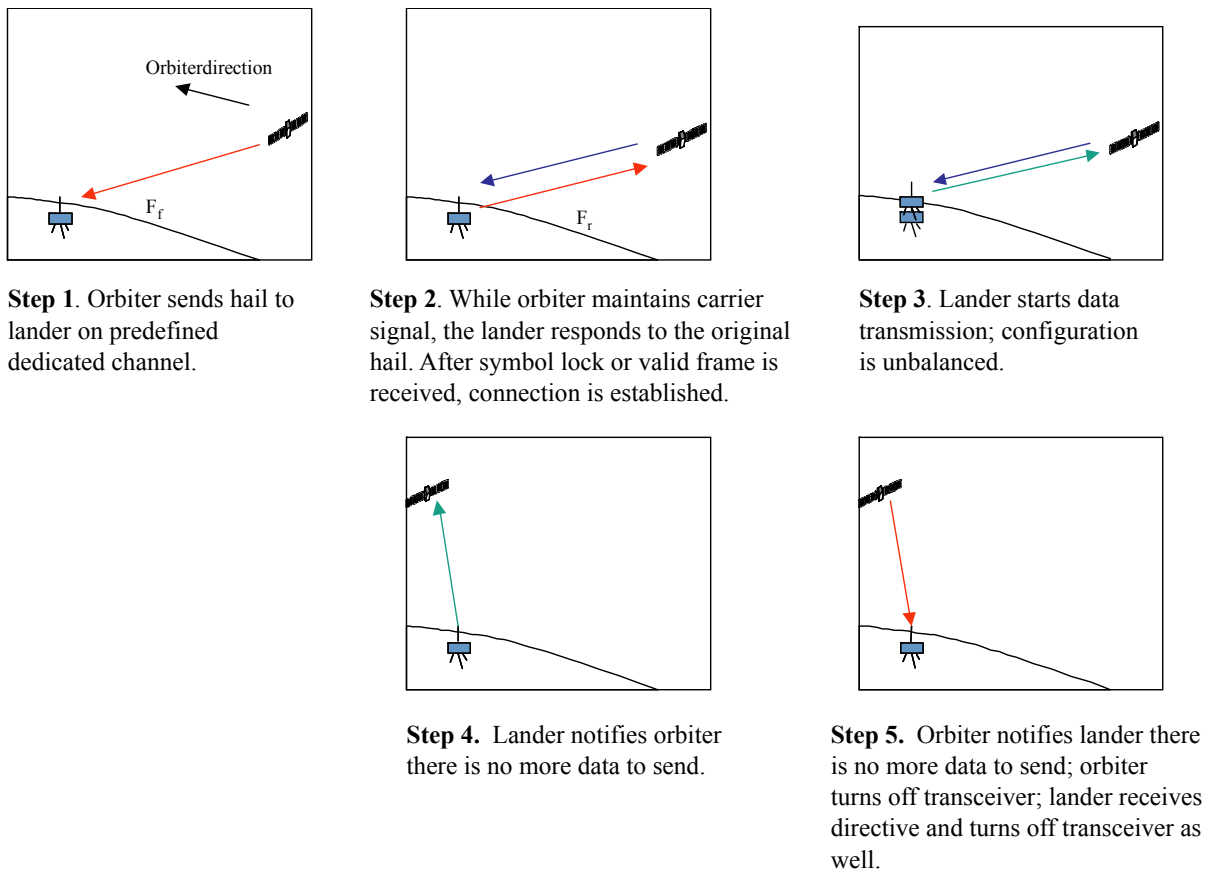 Orbiterdirection
F_f
Step 1. Orbiter sends hail to
lander on predefined
dedicated channel.
F_r
Step 2. While orbiter maintains carrier
signal, the lander responds to the original
hail. After symbol lock or valid frame is
received, connection is established.
Step 3. Lander starts data
transmission; configuration
is unbalanced.
Step 4. Lander notifies orbiter
there is no more data to send.
Step 5. Orbiter notifies lander there
is no more data to send; orbiter
turns off transceiver; lander receives
directive and turns off transceiver as
well.